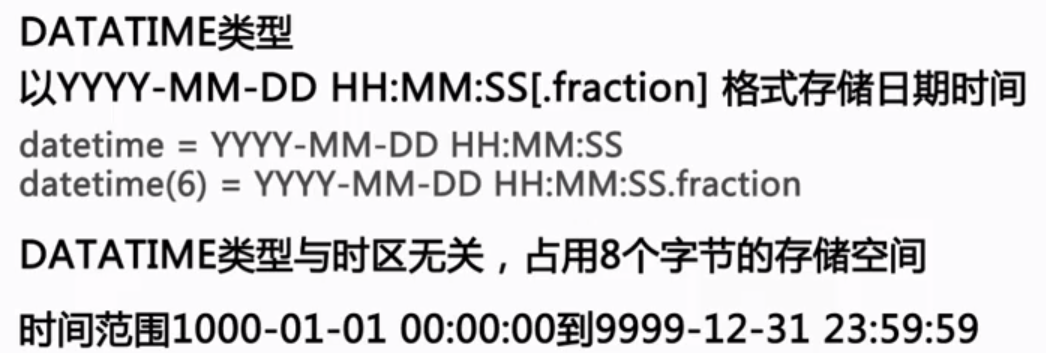 DATATIME类型
以YYYY-MM-DD HH:MM:SS[.fraction] 格式存储日期时间
datetime = YYYY-MM-DD HH:MM:SS
datetime(6) = YYYY-MM-DD HH:MM:SS.fraction
DATATIME类型与时区无关，占用8个字节的存储空间
时间范围1000-01-01 00:00:00到9999-12-31 23:59:59